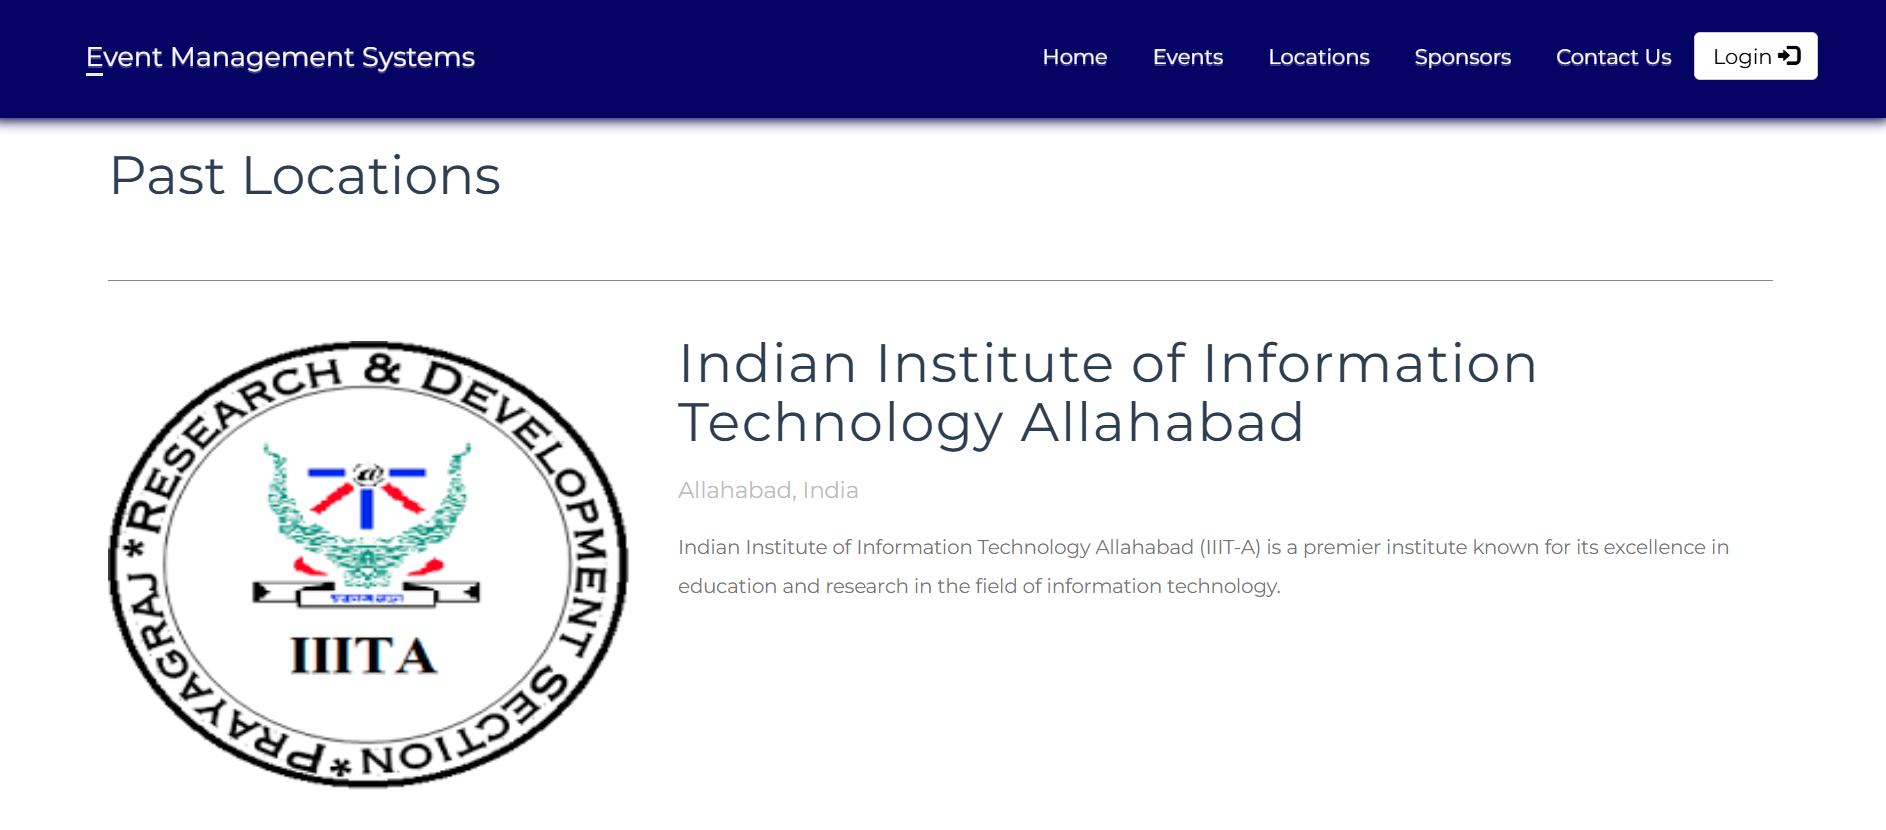 Event Management Systems
Home Events Locations Sponsors Contact Us Login
Past Locations
Indian Institute of Information
Technology Allahabad
Allahabad, India
Indian Institute of Information Technology Allahabad (IIIT-A) is a premier institute known for its excellence in
education and research in the field of information technology.
*RESEARCH & DEVELOPMENT SECTION*PRAYAGRAJ
@
IIITA